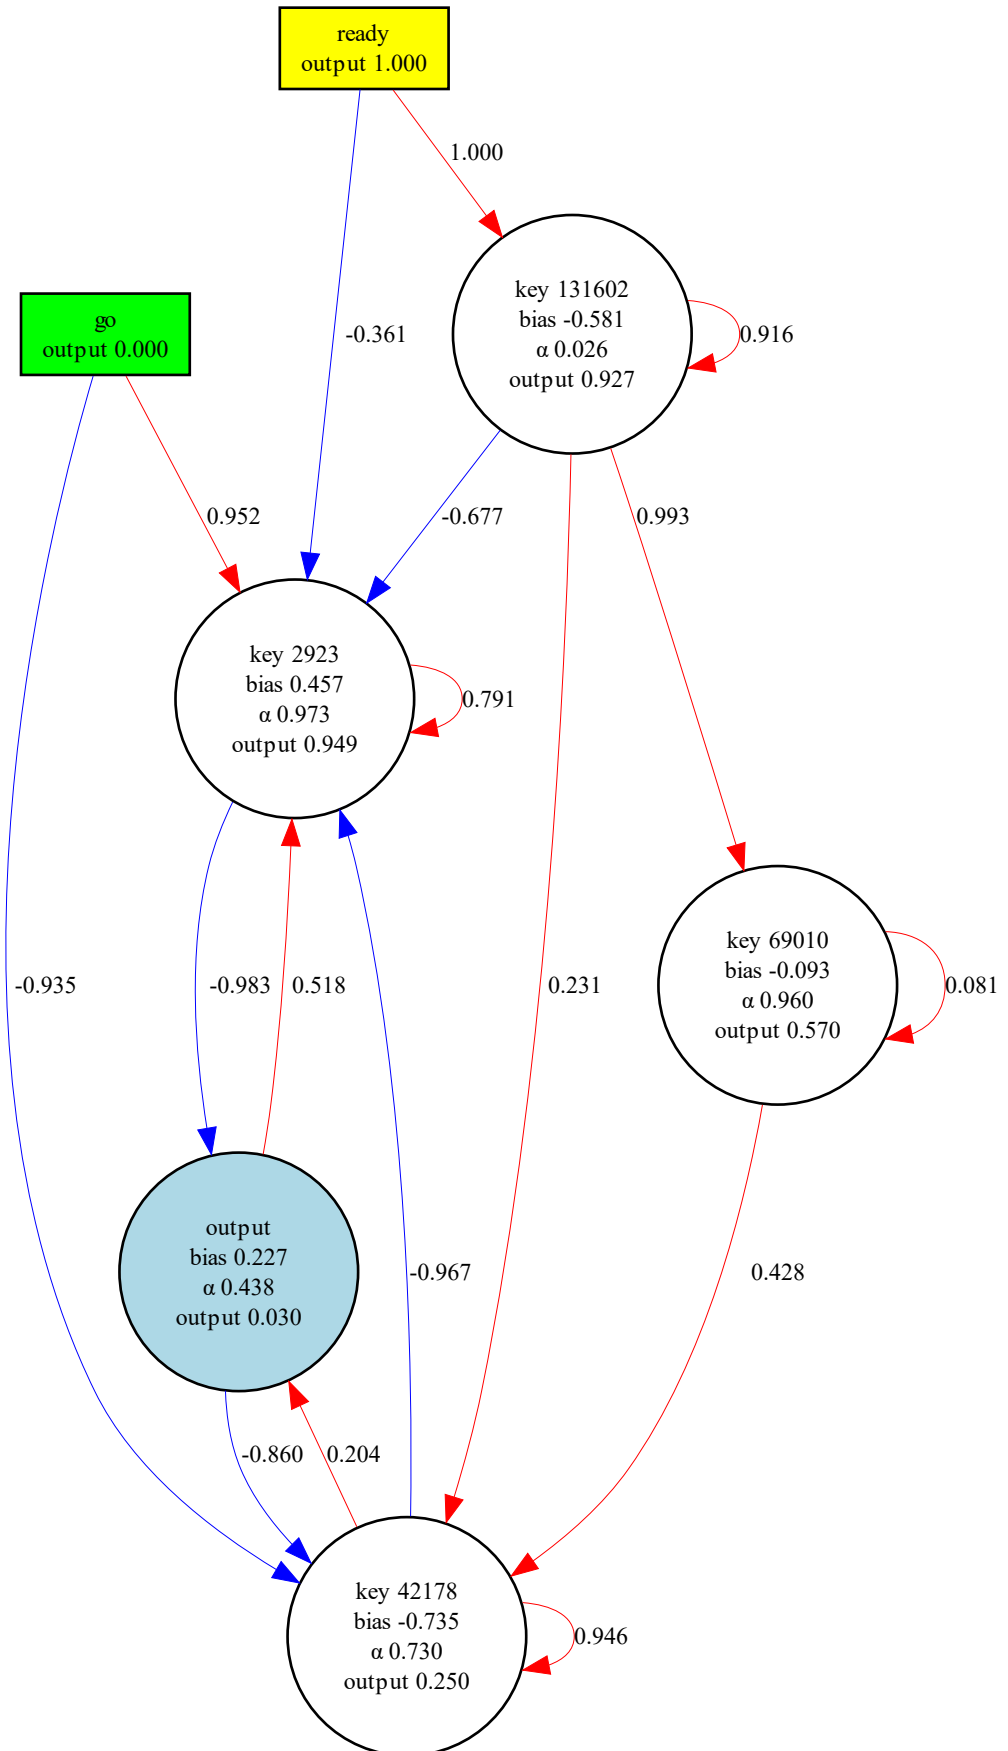 ready
output 1.000
1.000
key 131602
bias -0.581
α 0.026
output 0.927
0.916
go
output 0.000
-0.361
0.952
-0.677
0.993
key 2923
bias 0.457
α 0.973
output 0.949
0.791
key 69010
bias -0.093
α 0.960
output 0.570
0.081
-0.935
-0.983
0.518
0.231
output
bias 0.227
α 0.438
output 0.030
-0.967
0.428
-0.860
0.204
key 42178
bias -0.735
α 0.730
output 0.250
0.946